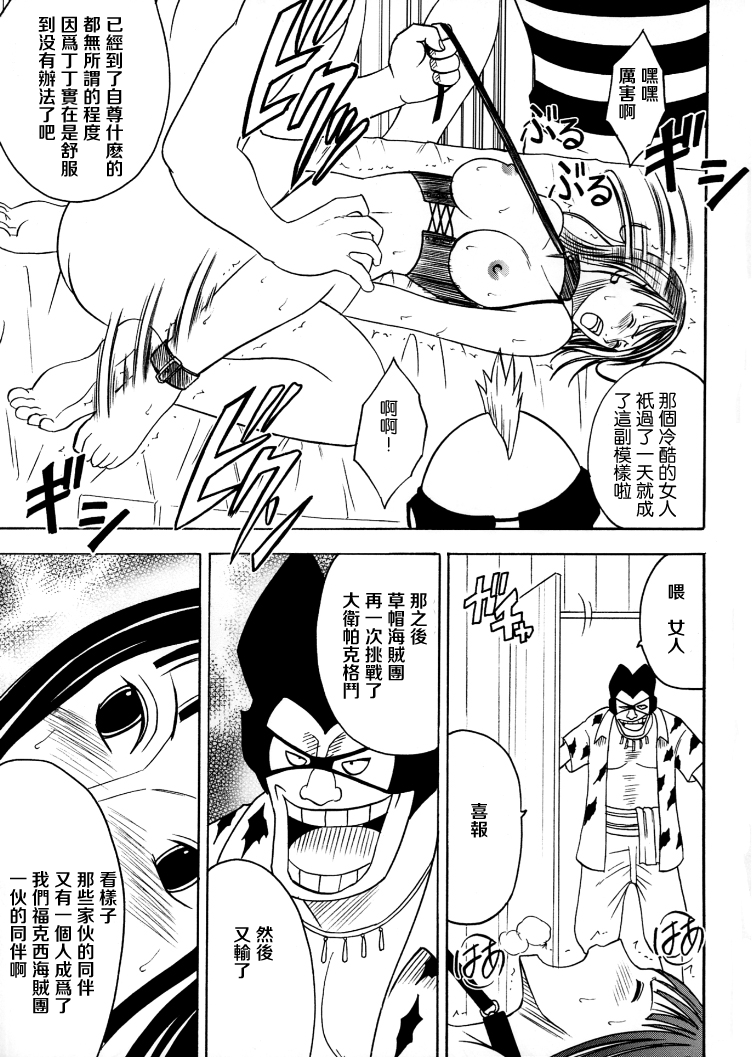 嘿嘿
厲害啊
ぶる
ぶる
ギシッ
已經到了自尊什麽的
都無所謂的程度
因爲丁丁實在是舒服
到没有辦法了吧
那個冷酷的女人
衹過了一天就成
了這副模樣啦
啊啊！
喂 女人
ガチャ
喜報
はあ
はあ
那之後
草帽海賊團
再一次挑戰了
大衛帕克格鬥
然後
又輸了
看樣子
那些家伙的同伴
又有一個人成爲了
我們福克西海賊團
一伙的同伴啊